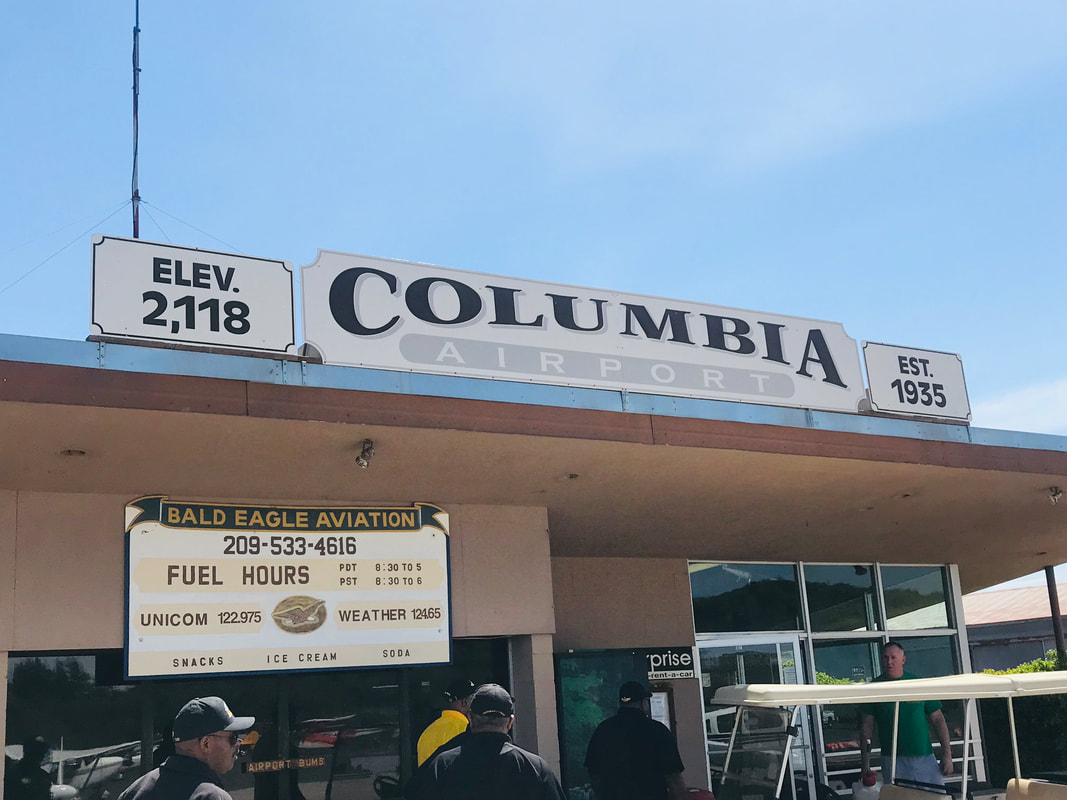 ELEV.
2,118
COLUMBIA
AIRPORT
EST.
1935
BALD EAGLE AVIATION
209-533-4616
FUEL HOURS
PDT 8:30 TO 5
PST 8:30 TO 6
UNICOM 122.975
WEATHER 124.65
SNACKS ICE CREAM SODA
prise
-rent-a-car
AIRPORT BUMS